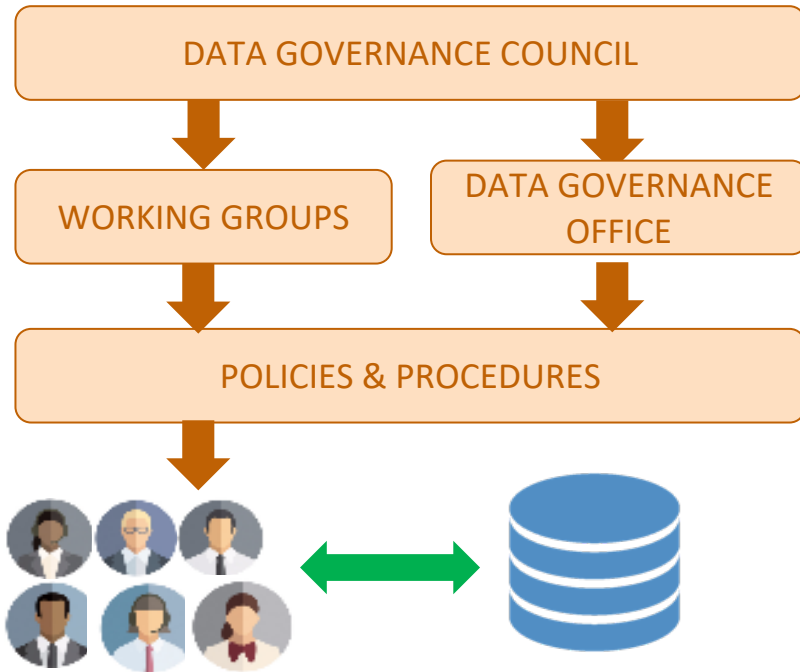 DATA GOVERNANCE COUNCIL
WORKING GROUPS
DATA GOVERNANCE
OFFICE
POLICIES & PROCEDURES